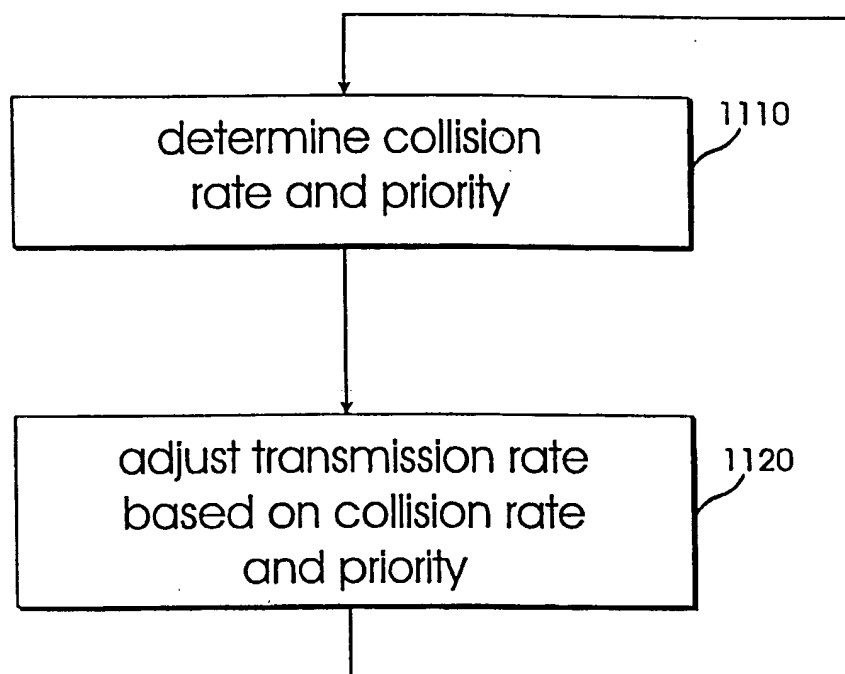 determine collision
rate and priority
1110
adjust transmission rate
based on collision rate
and priority
1120